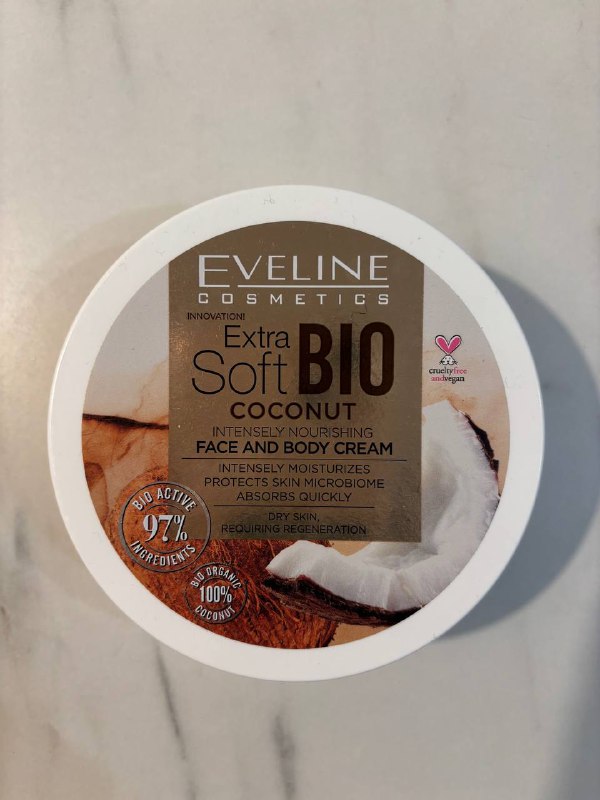 EVELINE
COSMETICS
INNOVATION!
Extra
Soft BIO
COCONUT
INTENSELY NOURISHING
FACE AND BODY CREAM
INTENSELY MOISTURIZES
PROTECTS SKIN MICROBIOME
ABSORBS QUICKLY
DRY SKIN,
REQUIRING REGENERATION
crueltyfree
andvegan
BIO ACTIVE
97%
INGREDIENTS
BIO ORGANIC
100%
COCONUT